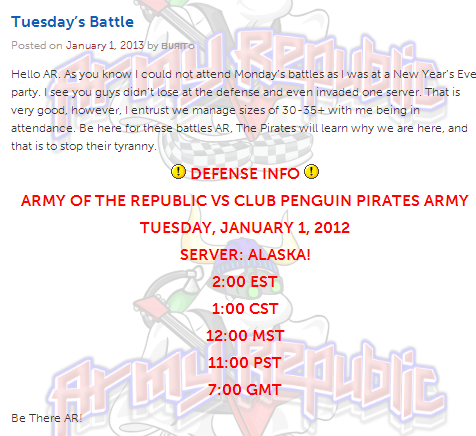 Tuesday's Battle
Posted on January 1, 2013 by BURITO
Hello AR. As you know I could not attend Monday's battles as I was at a New Year's Eve
party. I see you guys didn't lose at the defense and even invaded one server. That is
very good, however, I entrust we manage sizes of 30-35+ with me being in
attendance. Be here for these battles AR, The Pirates will learn why we are here, and
that is to stop their tyranny.
! DEFENSE INFO !
ARMY OF THE REPUBLIC VS CLUB PENGUIN PIRATES ARMY
TUESDAY, JANUARY 1, 2012
SERVER: ALASKA!
2:00 EST
1:00 CST
12:00 MST
11:00 PST
7:00 GMT
Army Republic
Army Republic
Be There AR!